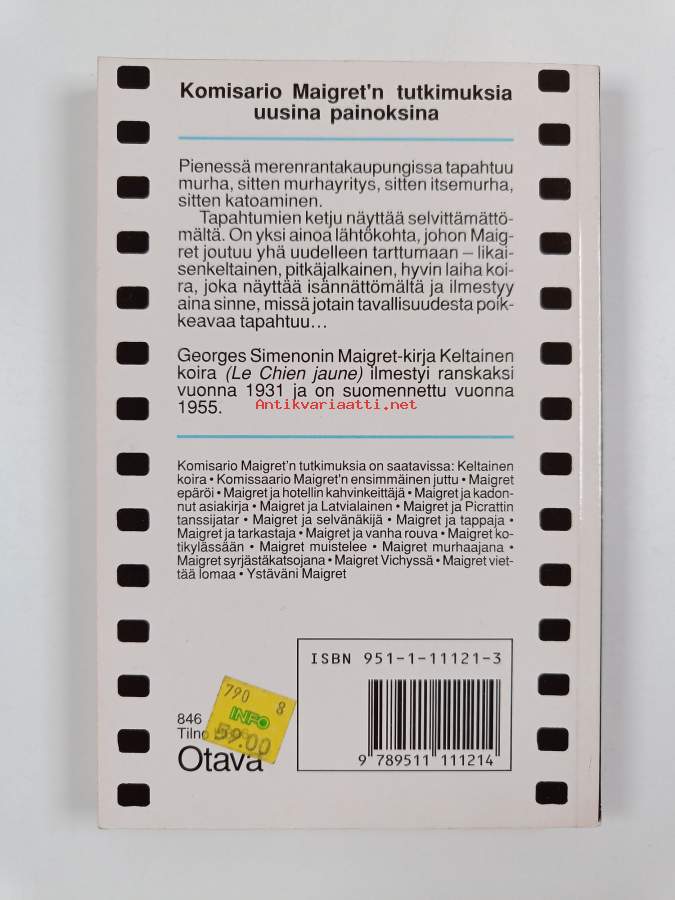 Komisario Maigret'n tutkimuksia
uusina painoksina
Pienessä merenrantakaupungissa tapahtuu
murha, sitten murhayritys, sitten itsemurha,
sitten katoaminen.
Tapahtumien ketju näyttää selvittämättö-
mältä. On yksi ainoa lähtökohta, johon Maig-
ret joutuu yhä uudelleen tarttumaan – likai-
senkeltainen, pitkäjalkainen, hyvin laiha koi-
ra, joka näyttää isännättömältä ja ilmestyy
aina sinne, missä jotain tavallisuudesta poik-
keavaa tapahtuu...
Georges Simenonin Maigret-kirja Keltainen
koira (Le Chien jaune) ilmestyi ranskaksi
vuonna 1931 ja on suomennettu vuonna
1955.
Antikvariaatti.net
Komisario Maigret'n tutkimuksia on saatavissa: Keltainen
koira • Komissaario Maigret'n ensimmäinen juttu • Maigret
epäröi • Maigret ja hotellin kahvinkeittäjä • Maigret ja kadon-
nut asiakirja • Maigret ja Latvialainen • Maigret ja Picrattin
tanssijatar • Maigret ja selvänäkijä • Maigret ja tappaja •
Maigret ja tarkastaja • Maigret ja vanha rouva • Maigret ko-
tikylässään • Maigret muistelee • Maigret murhaajana •
Maigret syrjästäkatsojana • Maigret Vichyssä • Maigret viet-
tää lomaa • Ystäväni Maigret
ISBN 951-1-11121-3
9 789511 111214
790 8
INFO
59.00
846
Tilno
Otava